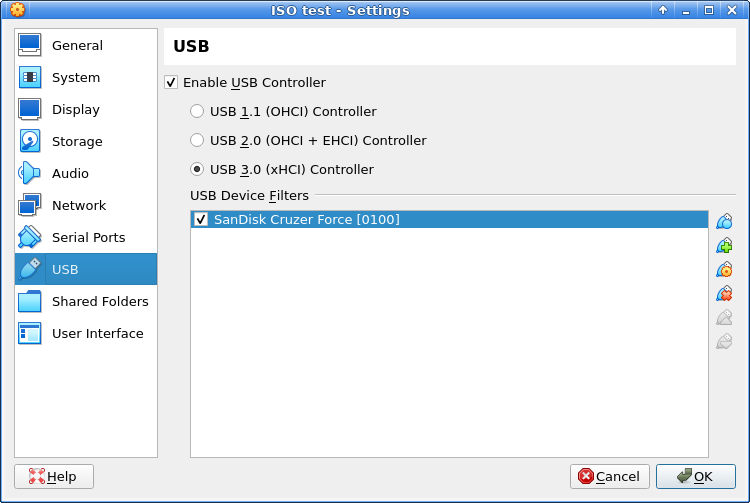 ISO test - Settings
General
System
Display
Storage
Audio
Network
Serial Ports
USB
Shared Folders
User Interface
USB
Enable USB Controller
USB 1.1 (OHCI) Controller
USB 2.0 (OHCI + EHCI) Controller
USB 3.0 (xHCI) Controller
USB Device Filters
SanDisk Cruzer Force [0100]
Help
Cancel
OK